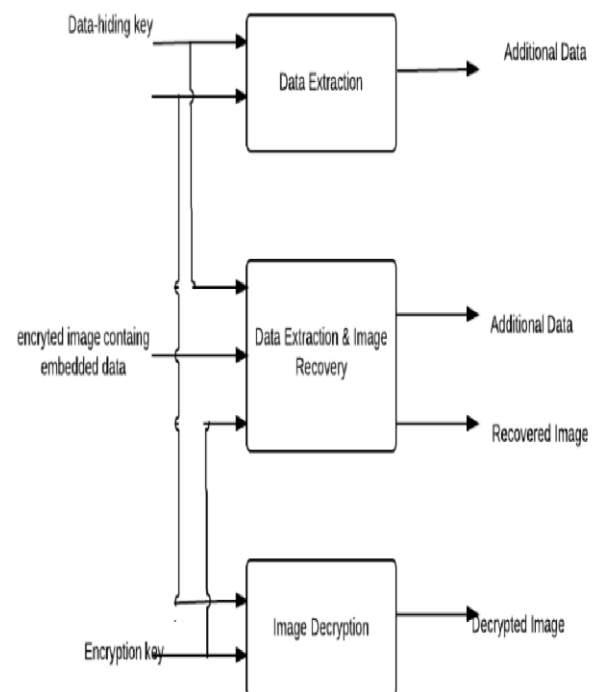 Data-hiding key
Data Extraction
Additional Data
encryted image containg
embedded data
Data Extraction & Image
Recovery
Additional Data
Recovered Image
Encryption key
Image Decryption
Decrypted Image